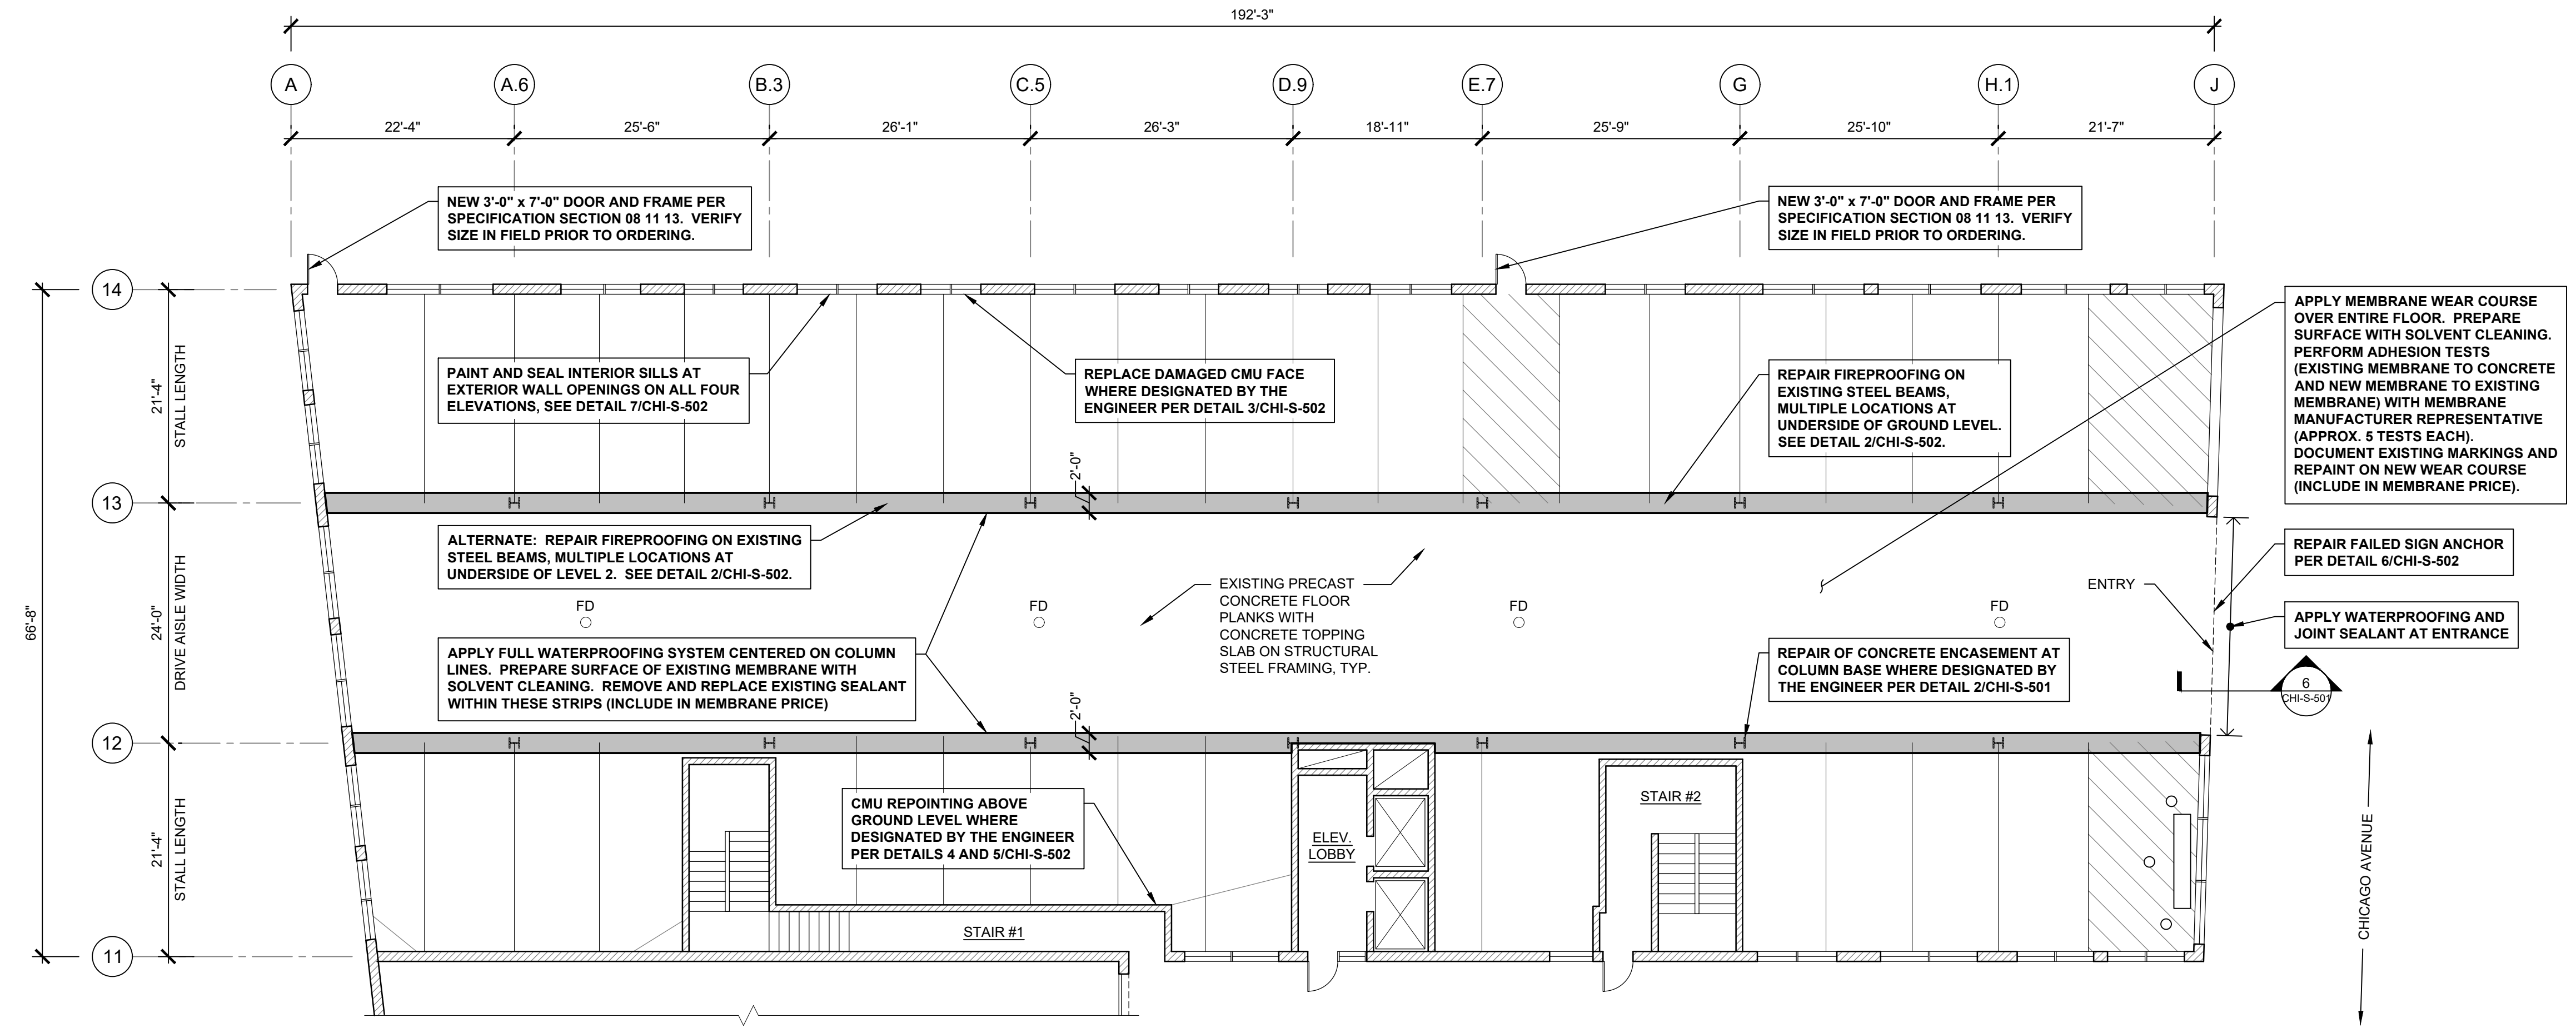 192'-3"
A
A.6
B.3
C.5
D.9
E.7
G
H.1
J
22'-4"
25'-6"
26'-1"
26'-3"
18'-11"
25'-9"
25'-10"
21'-7"
NEW 3'-0" x 7'-0" DOOR AND FRAME PER
SPECIFICATION SECTION 08 11 13. VERIFY
SIZE IN FIELD PRIOR TO ORDERING.
NEW 3'-0" x 7'-0" DOOR AND FRAME PER
SPECIFICATION SECTION 08 11 13. VERIFY
SIZE IN FIELD PRIOR TO ORDERING.
14
13
12
11
66'-8"
21'-4"
STALL LENGTH
24'-0"
DRIVE AISLE WIDTH
21'-4"
STALL LENGTH
PAINT AND SEAL INTERIOR SILLS AT
EXTERIOR WALL OPENINGS ON ALL FOUR
ELEVATIONS, SEE DETAIL 7/CHI-S-502
REPLACE DAMAGED CMU FACE
WHERE DESIGNATED BY THE
ENGINEER PER DETAIL 3/CHI-S-502
REPAIR FIREPROOFING ON
EXISTING STEEL BEAMS,
MULTIPLE LOCATIONS AT
UNDERSIDE OF GROUND LEVEL.
SEE DETAIL 2/CHI-S-502.
APPLY MEMBRANE WEAR COURSE
OVER ENTIRE FLOOR. PREPARE
SURFACE WITH SOLVENT CLEANING.
PERFORM ADHESION TESTS
(EXISTING MEMBRANE TO CONCRETE
AND NEW MEMBRANE TO EXISTING
MEMBRANE) WITH MEMBRANE
MANUFACTURER REPRESENTATIVE
(APPROX. 5 TESTS EACH).
DOCUMENT EXISTING MARKINGS AND
REPAINT ON NEW WEAR COURSE
(INCLUDE IN MEMBRANE PRICE).
2'-0"
ALTERNATE: REPAIR FIREPROOFING ON EXISTING
STEEL BEAMS, MULTIPLE LOCATIONS AT
UNDERSIDE OF LEVEL 2. SEE DETAIL 2/CHI-S-502.
EXISTING PRECAST
CONCRETE FLOOR
PLANKS WITH
CONCRETE TOPPING
SLAB ON STRUCTURAL
STEEL FRAMING, TYP.
FD
FD
FD
FD
ENTRY
REPAIR FAILED SIGN ANCHOR
PER DETAIL 6/CHI-S-502
APPLY WATERPROOFING AND
JOINT SEALANT AT ENTRANCE
APPLY FULL WATERPROOFING SYSTEM CENTERED ON COLUMN
LINES. PREPARE SURFACE OF EXISTING MEMBRANE WITH
SOLVENT CLEANING. REMOVE AND REPLACE EXISTING SEALANT
WITHIN THESE STRIPS (INCLUDE IN MEMBRANE PRICE)
REPAIR OF CONCRETE ENCASEMENT AT
COLUMN BASE WHERE DESIGNATED BY
THE ENGINEER PER DETAIL 2/CHI-S-501
6
CHI-S-501
2'-0"
CMU REPOINTING ABOVE
GROUND LEVEL WHERE
DESIGNATED BY THE ENGINEER
PER DETAILS 4 AND 5/CHI-S-502
ELEV.
LOBBY
STAIR #2
STAIR #1
CHICAGO AVENUE